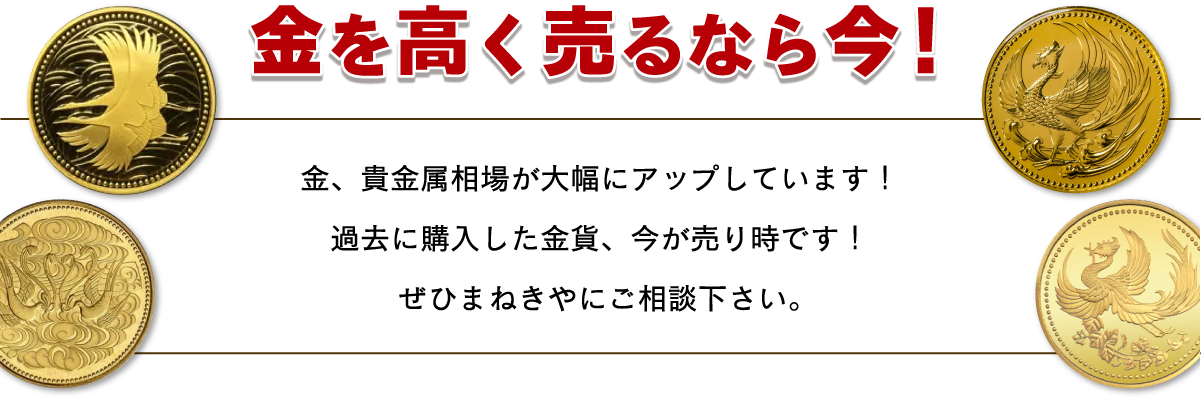 金を高く売るなら今！
金、貴金属相場が大幅にアップしています！
過去に購入した金貨、今が売り時です！
ぜひまねきやにご相談下さい。